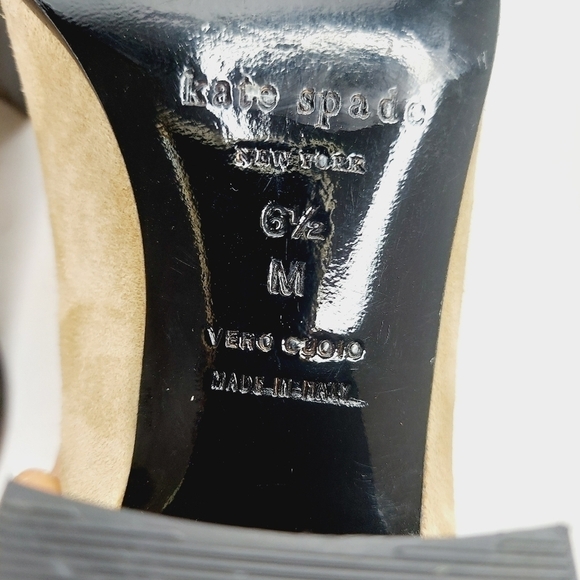 kate spade
NEW YORK
6½
M
VERO CUOIO
MADE IN ITALY